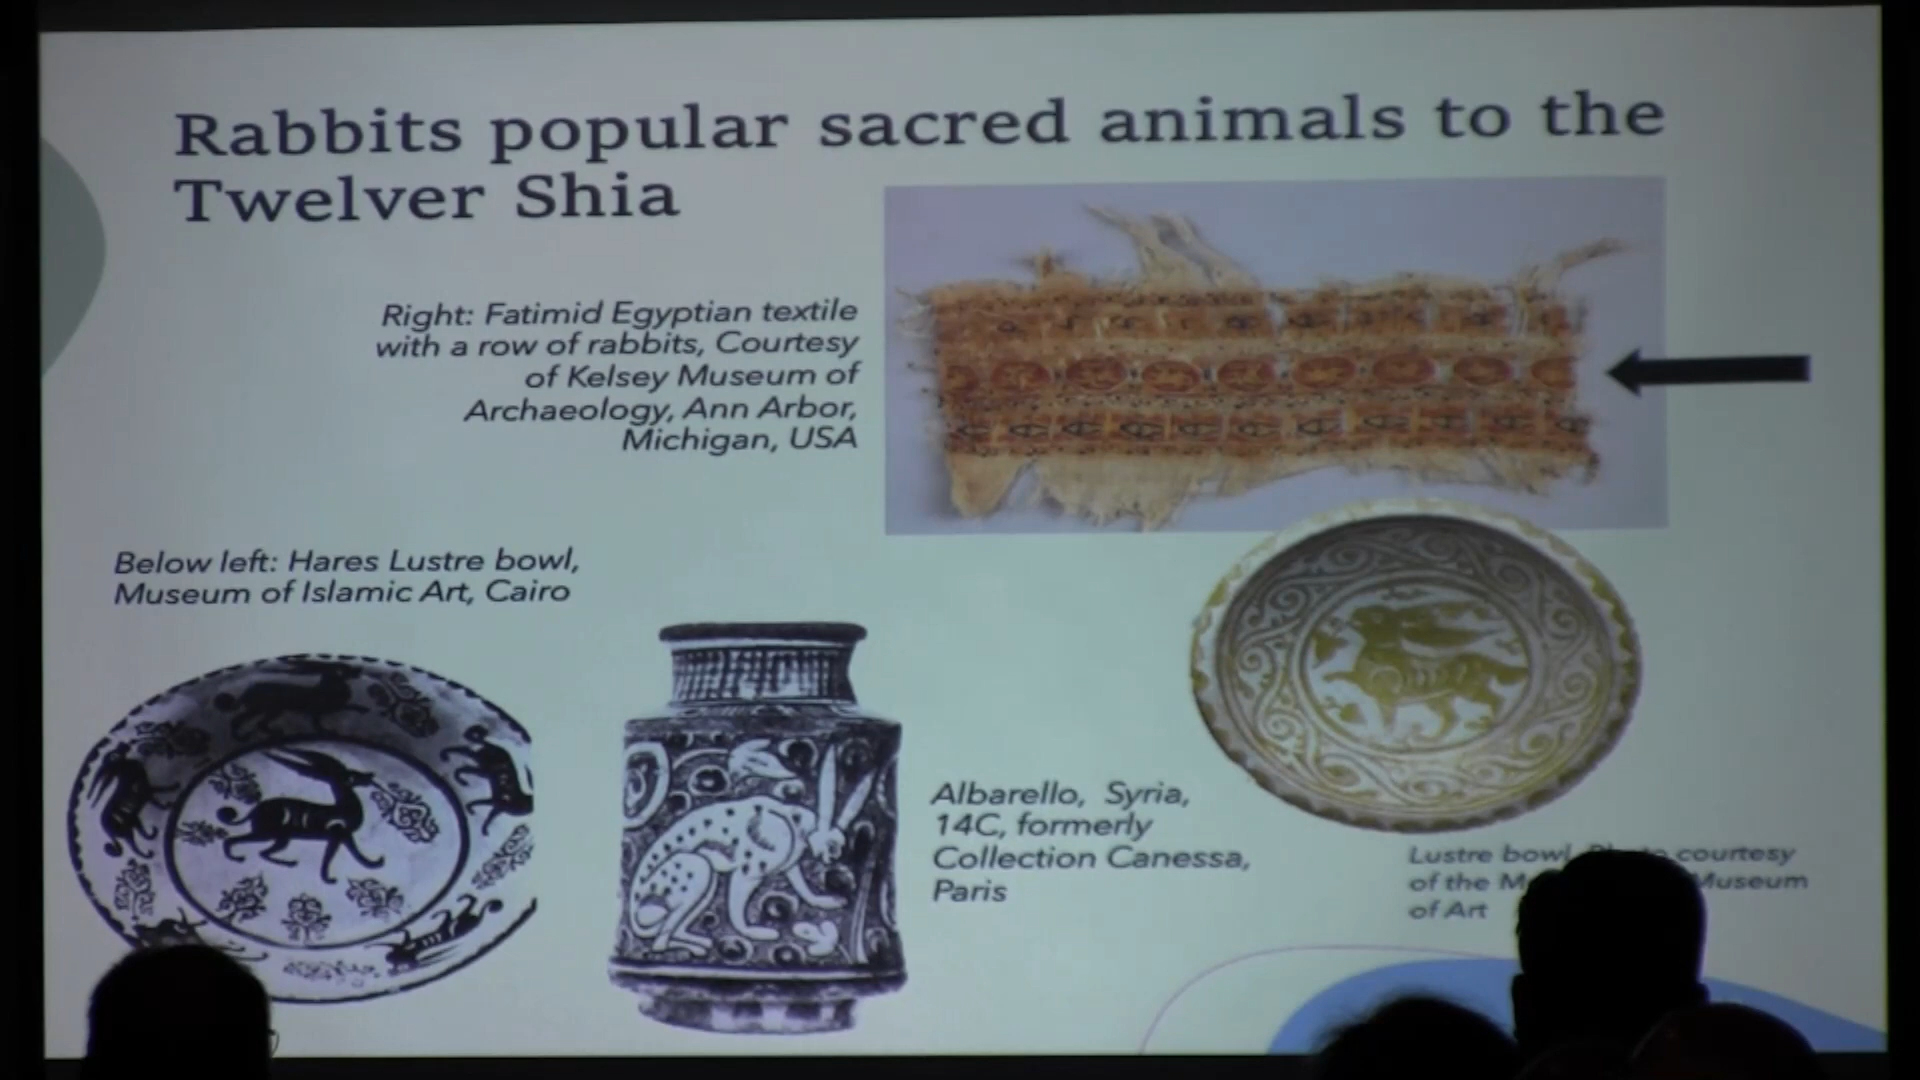 Rabbits popular sacred animals to the
Twelver Shia
Right: Fatimid Egyptian textile
with a row of rabbits, Courtesy
of Kelsey Museum of
Archaeology, Ann Arbor,
Michigan, USA
Below left: Hares Lustre bowl,
Museum of Islamic Art, Cairo
Albarello, Syria,
14C, formerly
Collection Canessa,
Paris
Lustre bowl courtesy
of the Museum
of Art